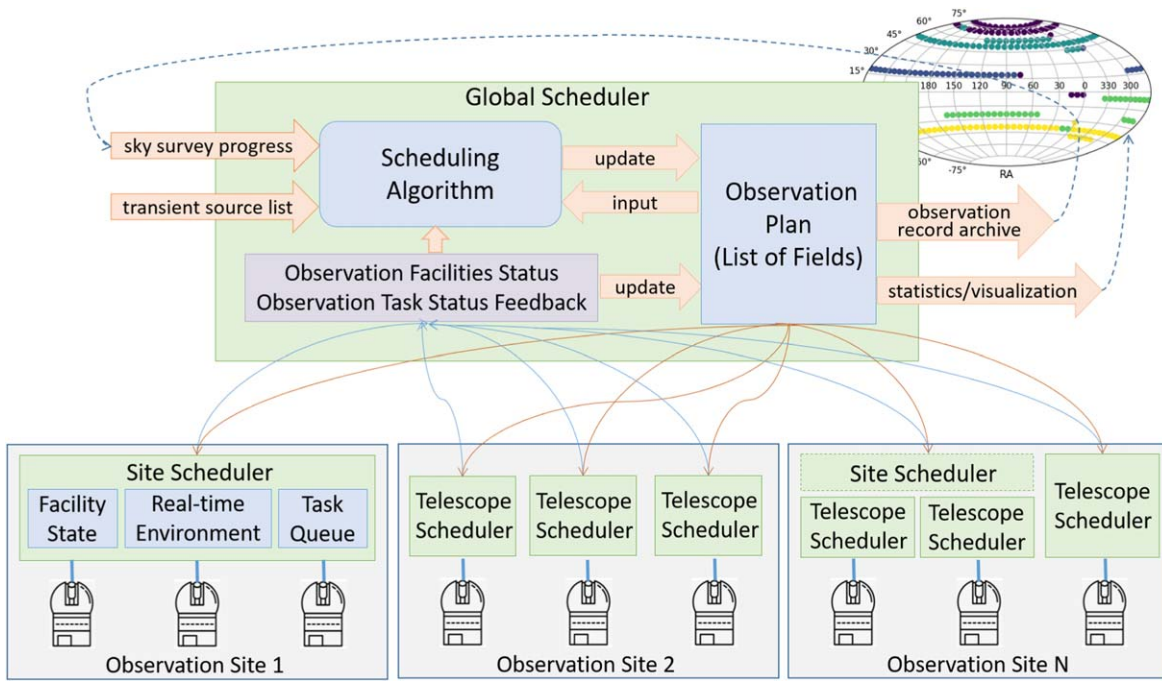 75°
60°
45°
30°
15°
180 150 120 90 60 30 0 330 300
-75°
RA
Global Scheduler
sky survey progress
transient source list
Scheduling
Algorithm
update
input
Observation
Plan
(List of Fields)
observation
record archive
statistics/visualization
Observation Facilities Status
Observation Task Status Feedback
update
Site Scheduler
Facility
State
Real-time
Environment
Task
Queue
Observation Site 1
Telescope
Scheduler
Telescope
Scheduler
Telescope
Scheduler
Observation Site 2
Site Scheduler
Telescope
Scheduler
Telescope
Scheduler
Telescope
Scheduler
Observation Site N